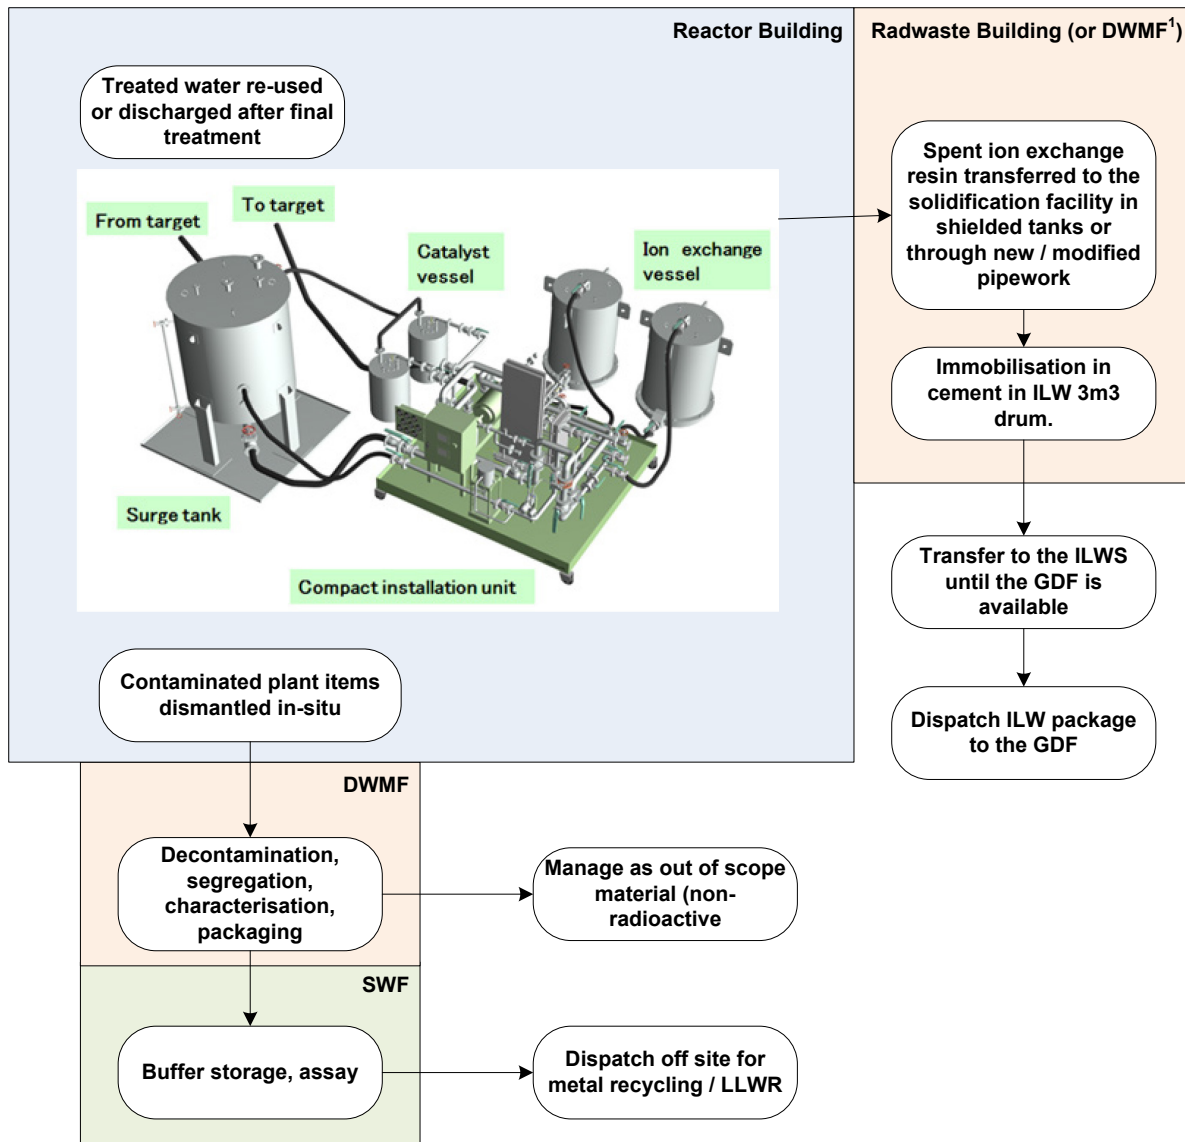 Reactor Building
Radwaste Building (or DWMF1)
Treated water re-used
or discharged after final
treatment
From target
To target
Catalyst
vessel
Ion exchange
vessel
Surge tank
Compact installation unit
Spent ion exchange
resin transferred to the
solidification facility in
shielded tanks or
through new / modified
pipework
Immobilisation in
cement in ILW 3m3
drum.
Transfer to the ILWS
until the GDF is
available
Dispatch ILW package
to the GDF
Contaminated plant items
dismantled in-situ
DWMF
Decontamination,
segregation,
characterisation,
packaging
Manage as out of scope
material (non-
radioactive
SWF
Buffer storage, assay
Dispatch off site for
metal recycling / LLWR